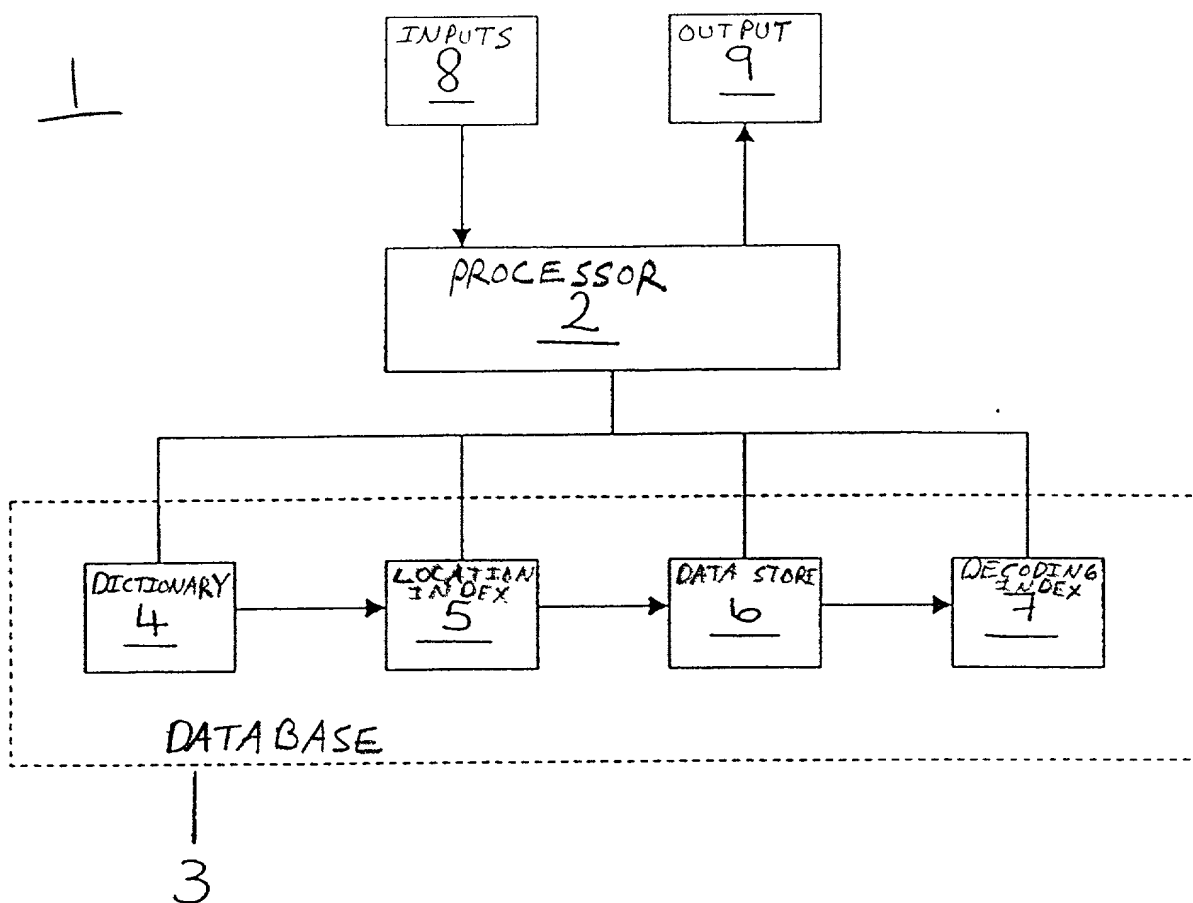 1
INPUTS
8
OUTPUT
9
PROCESSOR
2
DICTIONARY
4
LOCATION
INDEX
5
DATA STORE
6
DECODING
INDEX
7
DATABASE
3